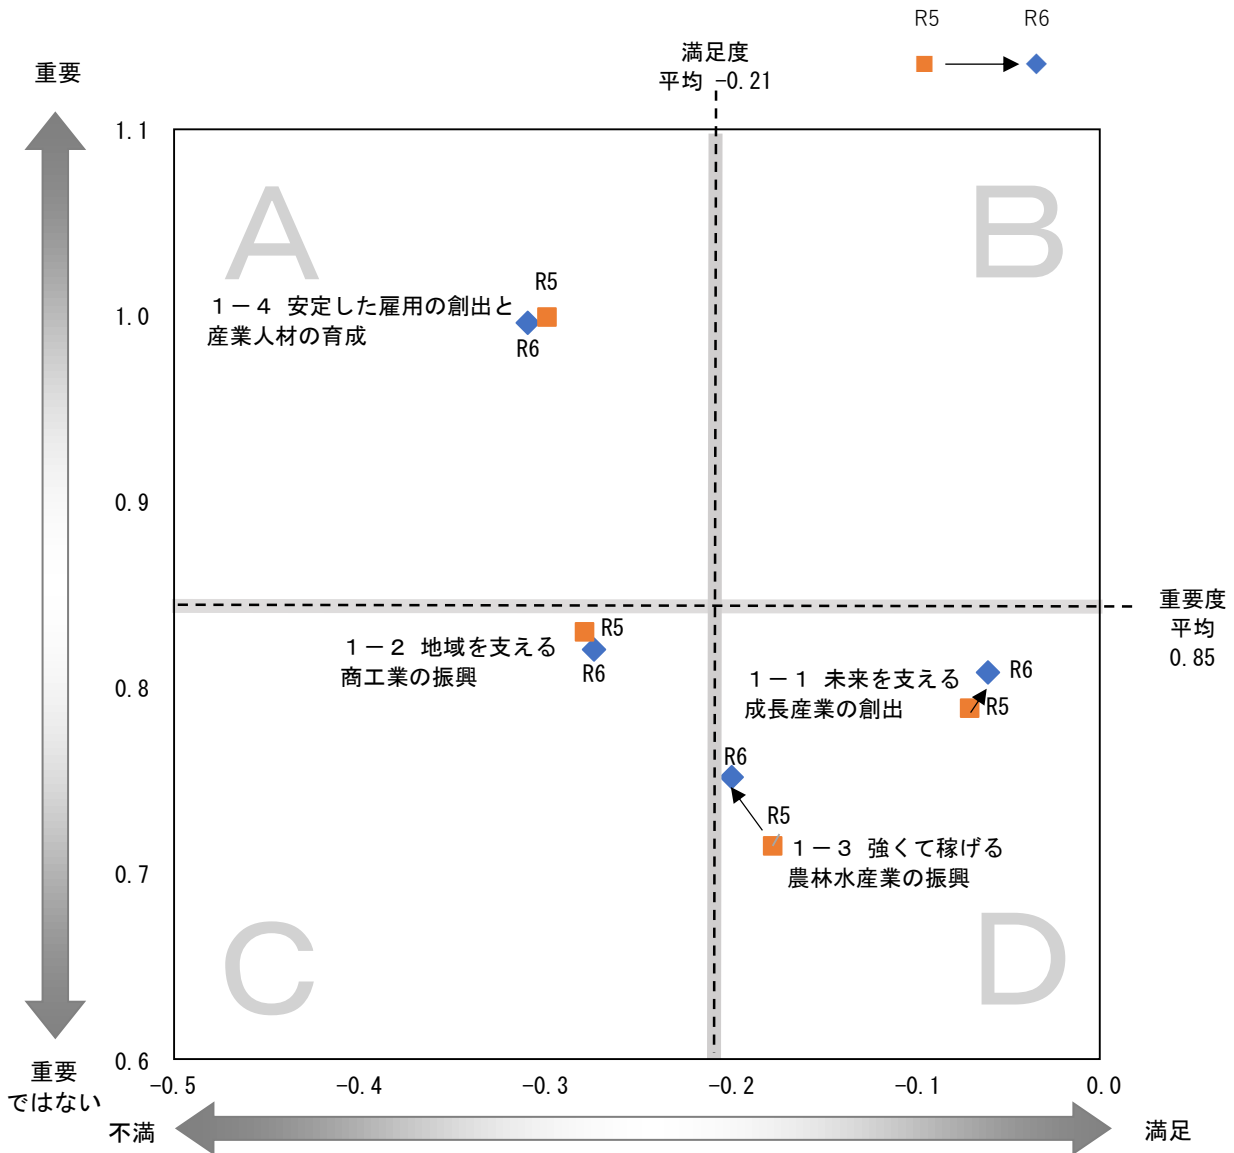 R5 R6
満足度
平均 -0.21
重要
1.1
A
B
R5
1－4 安定した雇用の創出と
産業人材の育成
R6
1.0
0.9
重要度
平均
0.85
R5
1－2 地域を支える
商工業の振興
R6
0.8
1－1 未来を支える
成長産業の創出
R6
R5
R6
R5
1－3 強くて稼げる
農林水産業の振興
0.7
C
D
0.6
重要
ではない
-0.5 -0.4 -0.3 -0.2 -0.1 0.0
不満
満足